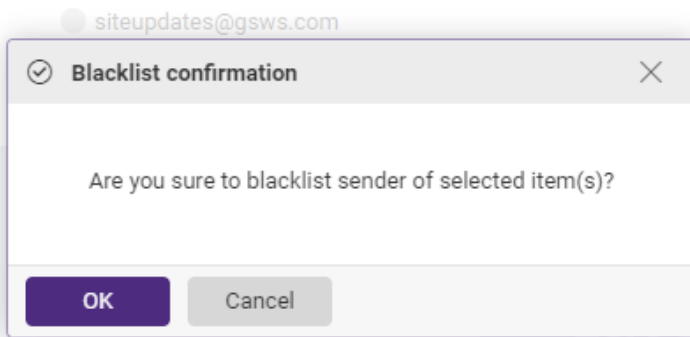 siteupdates@gsws.com
Blacklist confirmation
Are you sure to blacklist sender of selected item(s)?
OK Cancel